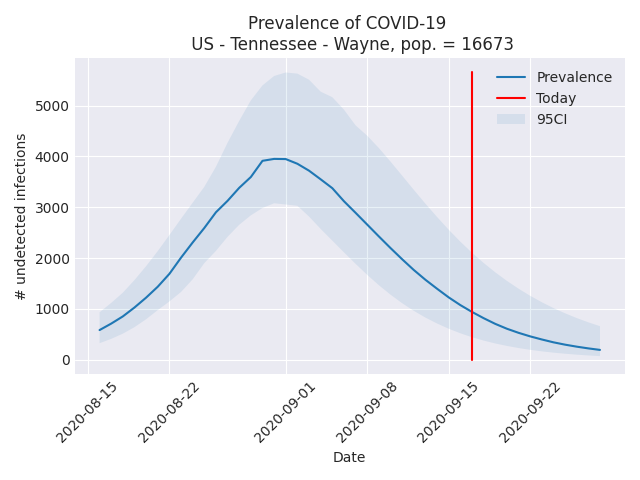 Prevalence of COVID-19
US - Tennessee - Wayne, pop. = 16673
Prevalence
Today
95CI
# undetected infections
5000
4000
3000
2000
1000
0
2020-08-15
2020-08-22
2020-09-01
2020-09-08
2020-09-15
2020-09-22
Date